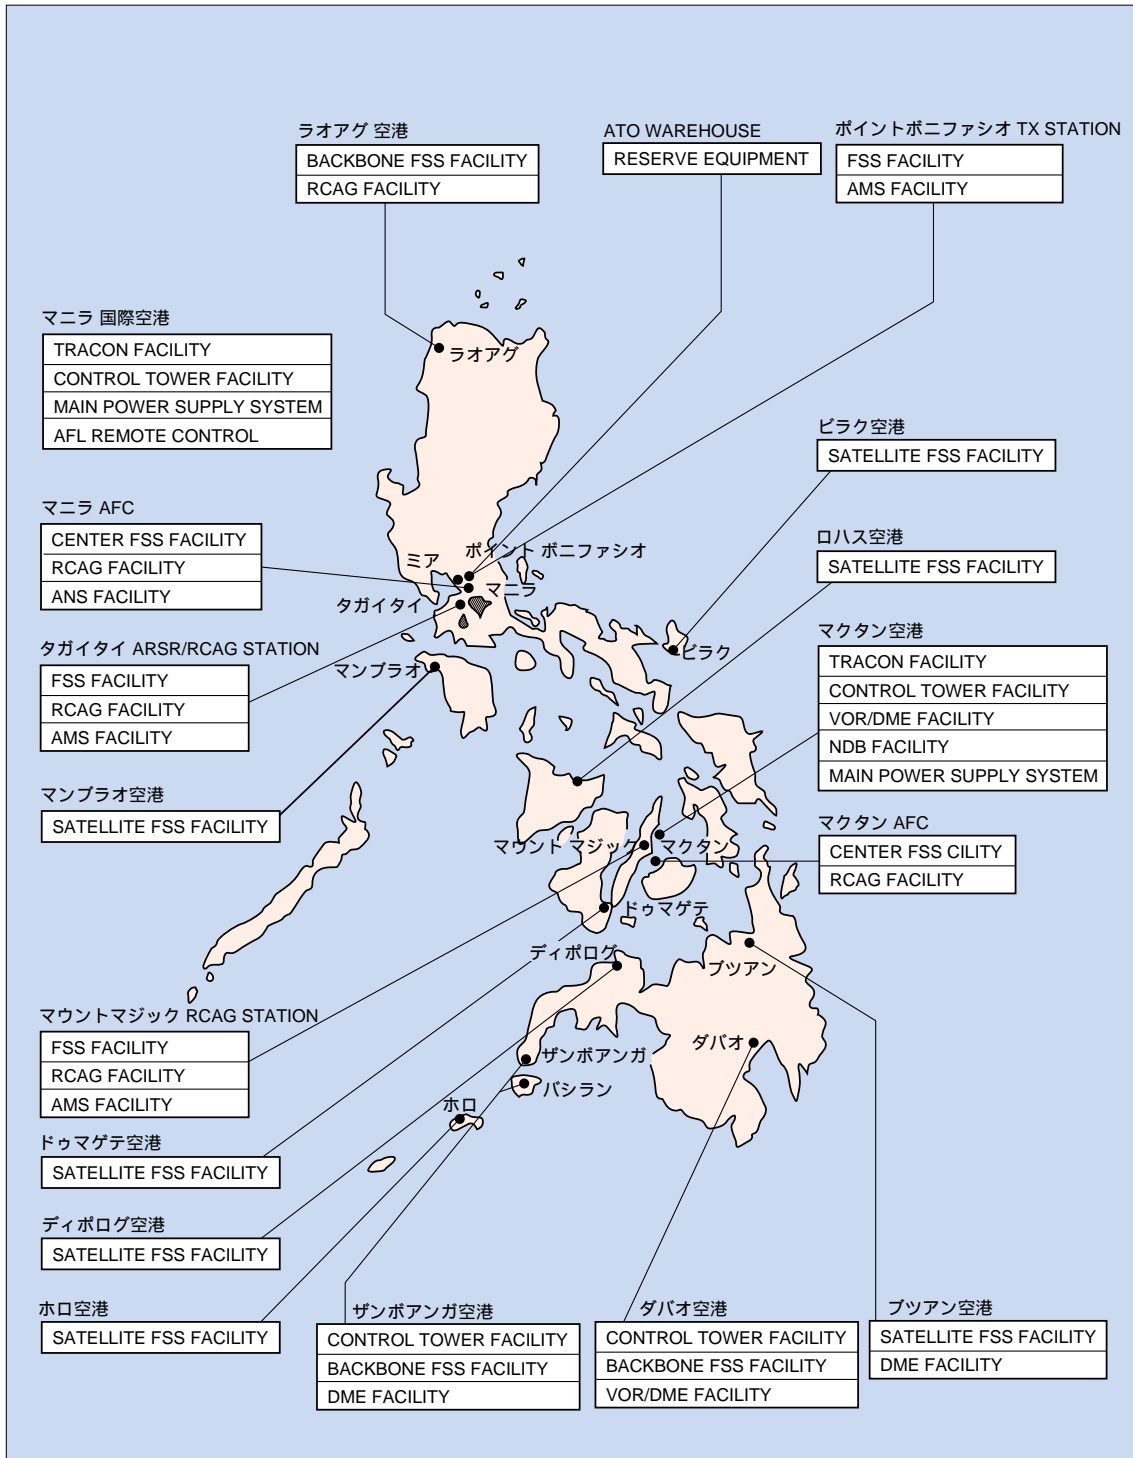 ラオアグ 空港
BACKBONE FSS FACILITY
RCAG FACILITY
ATO WAREHOUSE
RESERVE EQUIPMENT
ポイントボニファシオ TX STATION
FSS FACILITY
AMS FACILITY
マニラ 国際空港
TRACON FACILITY
CONTROL TOWER FACILITY
MAIN POWER SUPPLY SYSTEM
AFL REMOTE CONTROL
ラオアグ
ビラク空港
SATELLITE FSS FACILITY
マニラ AFC
CENTER FSS FACILITY
RCAG FACILITY
ANS FACILITY
ロハス空港
SATELLITE FSS FACILITY
ポイント ボニファシオ
ミア
マニラ
タガイタイ
タガイタイ ARSR/RCAG STATION
FSS FACILITY
RCAG FACILITY
AMS FACILITY
マンブラオ
ビラク
マクタン空港
TRACON FACILITY
CONTROL TOWER FACILITY
VOR/DME FACILITY
NDB FACILITY
MAIN POWER SUPPLY SYSTEM
マンブラオ空港
SATELLITE FSS FACILITY
マクタン AFC
CENTER FSS CILITY
RCAG FACILITY
マウント マジック
マクタン
ドゥマゲテ
ディポログ
ブツアン
マウントマジック RCAG STATION
FSS FACILITY
RCAG FACILITY
AMS FACILITY
ダバオ
ザンボアンガ
バシラン
ホロ
ドゥマゲテ空港
SATELLITE FSS FACILITY
ディポログ空港
SATELLITE FSS FACILITY
ホロ空港
SATELLITE FSS FACILITY
ザンボアンガ空港
CONTROL TOWER FACILITY
BACKBONE FSS FACILITY
DME FACILITY
ダバオ空港
CONTROL TOWER FACILITY
BACKBONE FSS FACILITY
VOR/DME FACILITY
ブツアン空港
SATELLITE FSS FACILITY
DME FACILITY